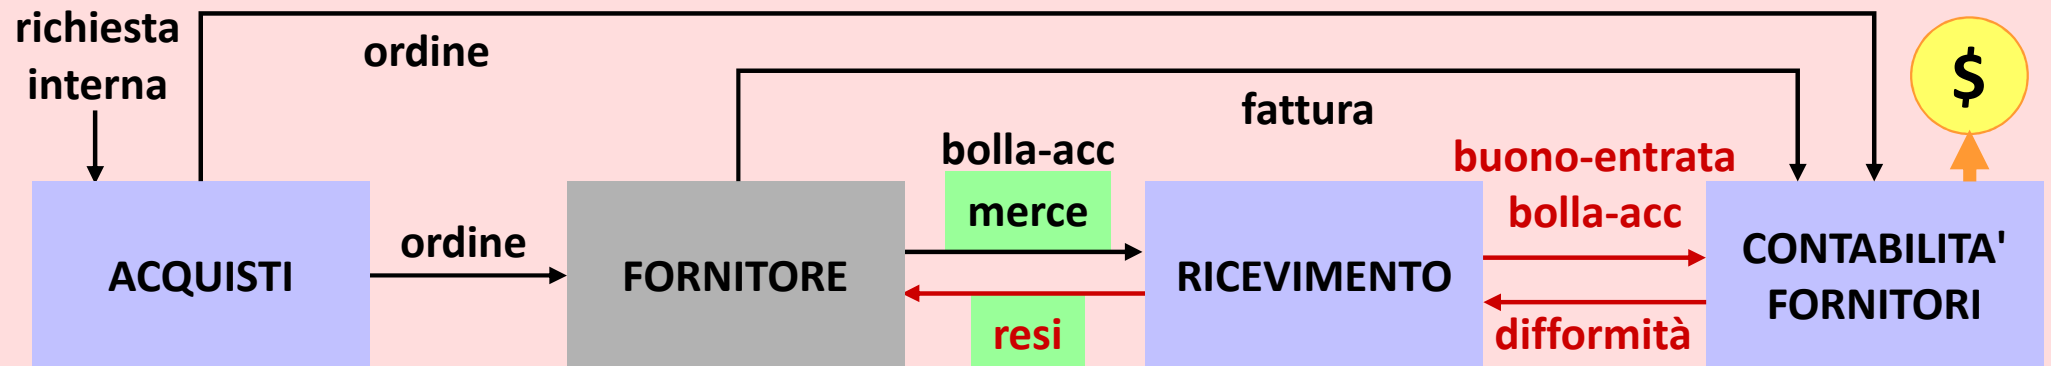 richiesta
interna
ordine
$
fattura
bolla-acc
merce
buono-entrata
bolla-acc
ordine
ACQUISTI
FORNITORE
RICEVIMENTO
CONTABILITA'
FORNITORI
resi
difformità